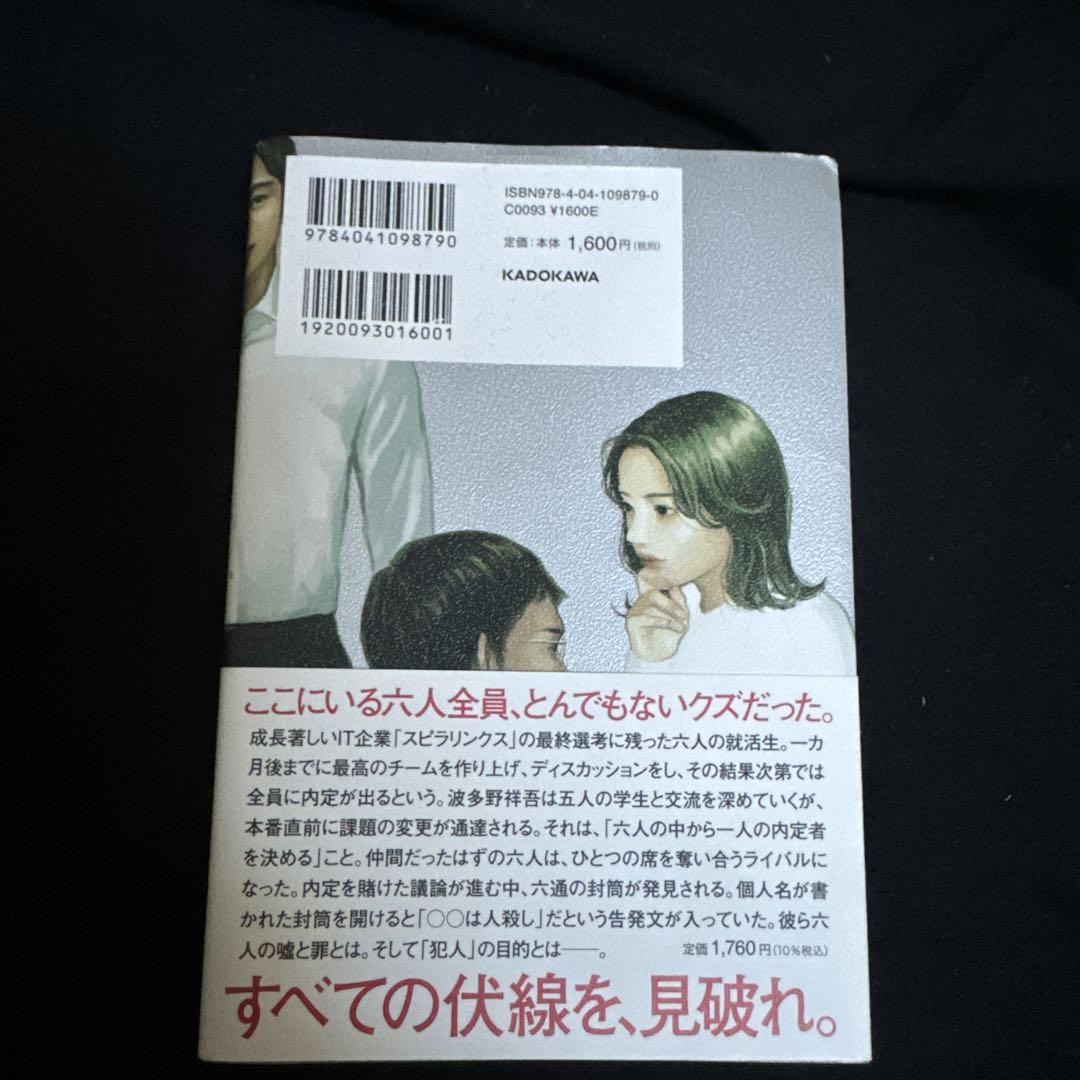 ISBN978-4-04-109879-0
C0093 ¥1600E
9784041098790
定価:本体 1,600円(税別)
KADOKAWA
1920093016001
ここにいる六人全員、とんでもないクズだった。
成長著しいIT企業「スピラリンクス」の最終選考に残った六人の就活生。一カ
月後までに最高のチームを作り上げ、ディスカッションをし、その結果次第では
全員に内定が出るという。波多野祥吾は五人の学生と交流を深めていくが、
本番直前に課題の変更が通達される。それは、「六人の中から一人の内定者
を決める」こと。仲間だったはずの六人は、ひとつの席を奪い合うライバルに
なった。内定を賭けた議論が進む中、六通の封筒が発見される。個人名が書
かれた封筒を開けると「○○は人殺し」だという告発文が入っていた。彼ら六
人の嘘と罪とは。そして「犯人」の目的とは──。
定価 1,760円(10%税込)
すべての伏線を、見破れ。